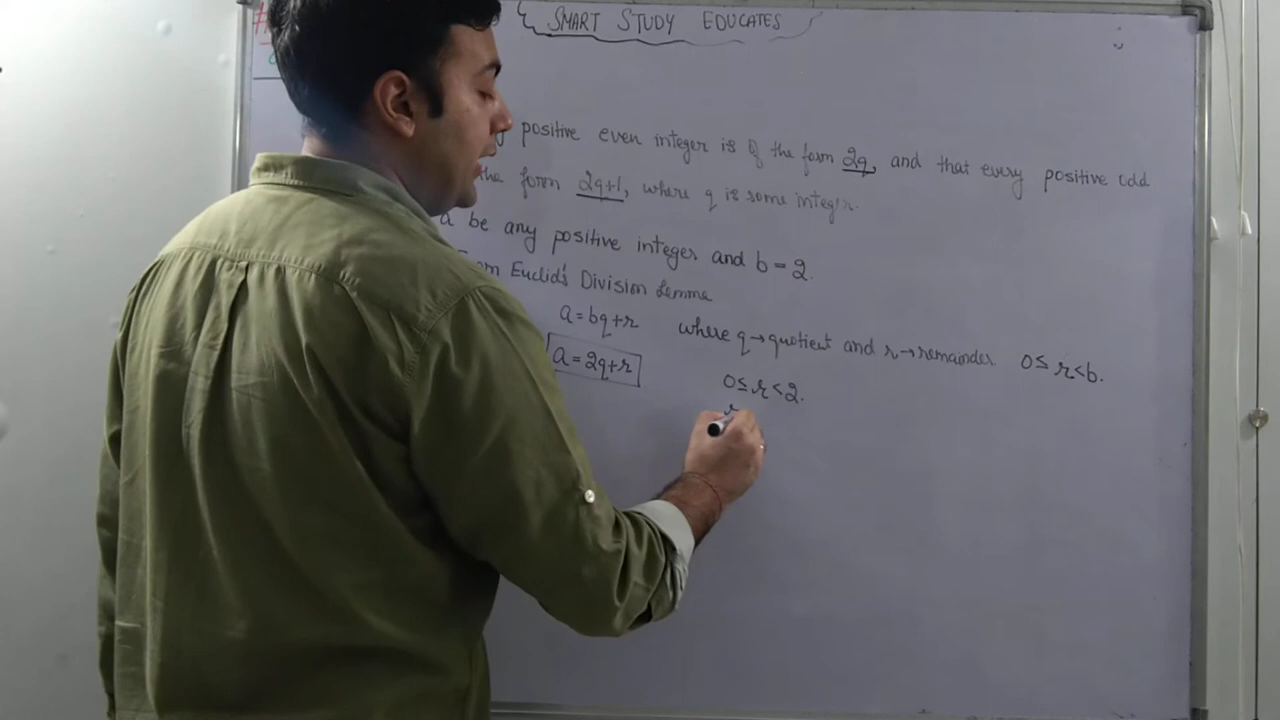 SMART STUDY EDUCATES
positive even integer is of the form 2q, and that every positive odd
the form 2q+1, where q is some integer.
a be any positive integer and b = 2.
Euclid's Division Lemma
a = bq+r where q→quotient and r→remainder. 0≤ r<b.
a = 2q+r
0≤ r<2.